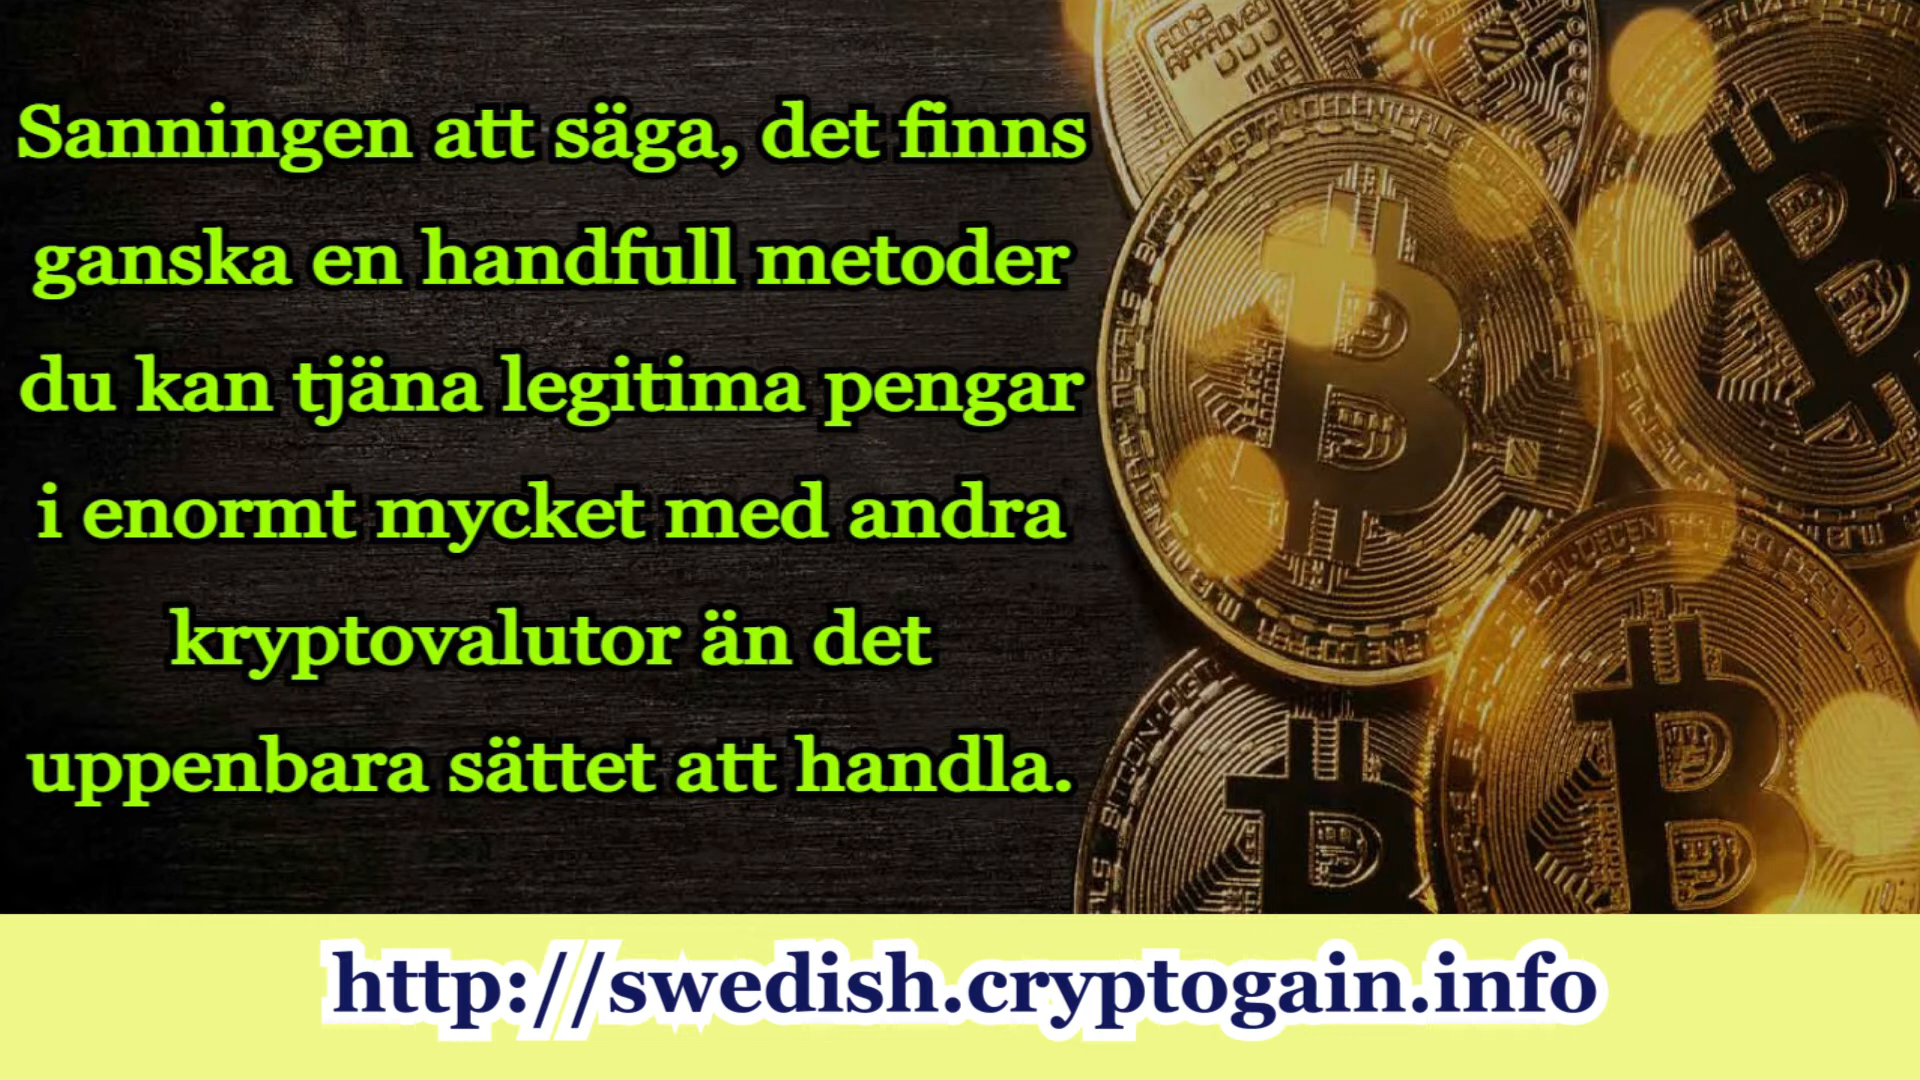 Sanningen att säga, det finns
ganska en handfull metoder
du kan tjäna legitima pengar
i enormt mycket med andra
kryptovalutor än det
uppenbara sättet att handla.
http://swedish.cryptogain.info